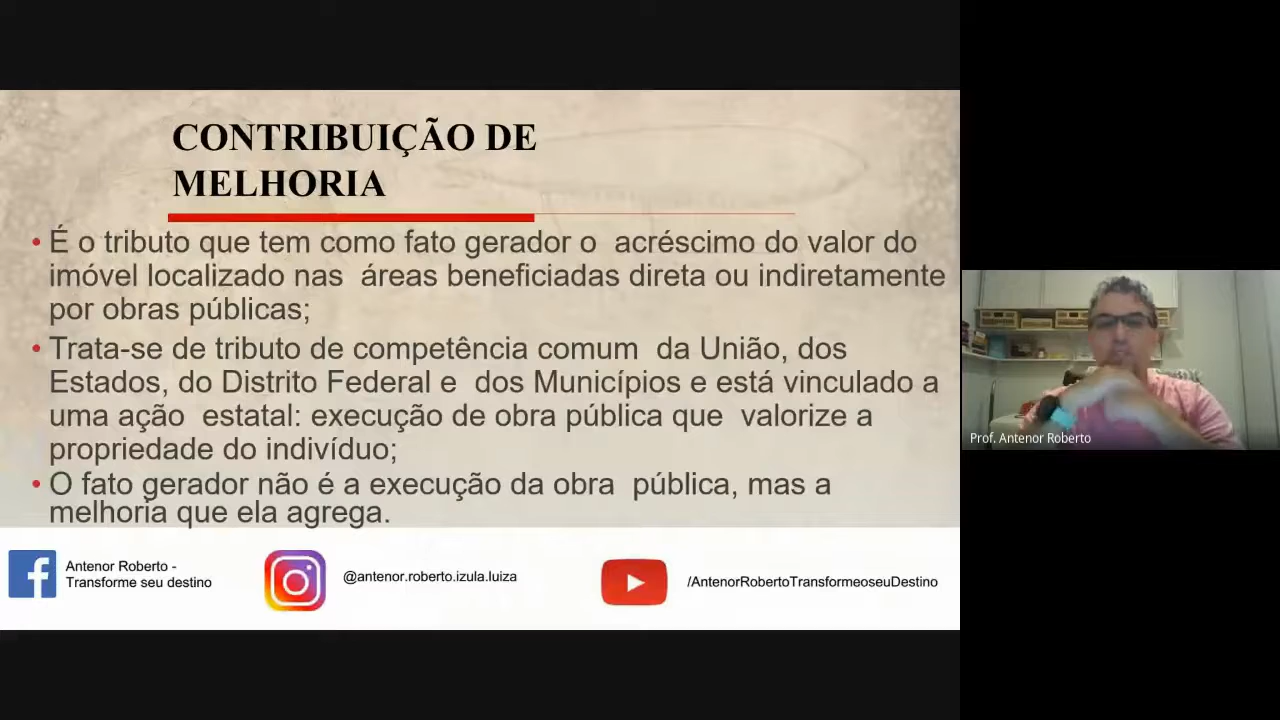 CONTRIBUIÇÃO DE
MELHORIA
• É o tributo que tem como fato gerador o acréscimo do valor do
imóvel localizado nas áreas beneficiadas direta ou indiretamente
por obras públicas;
• Trata-se de tributo de competência comum da União, dos
Estados, do Distrito Federal e dos Municípios e está vinculado a
uma ação estatal: execução de obra pública que valorize a
propriedade do indivíduo;
• O fato gerador não é a execução da obra pública, mas a
melhoria que ela agrega.
Antenor Roberto -
Transforme seu destino
@antenor.roberto.izula.luiza
/AntenorRobertoTransformeoseuDestino
Prof. Antenor Roberto